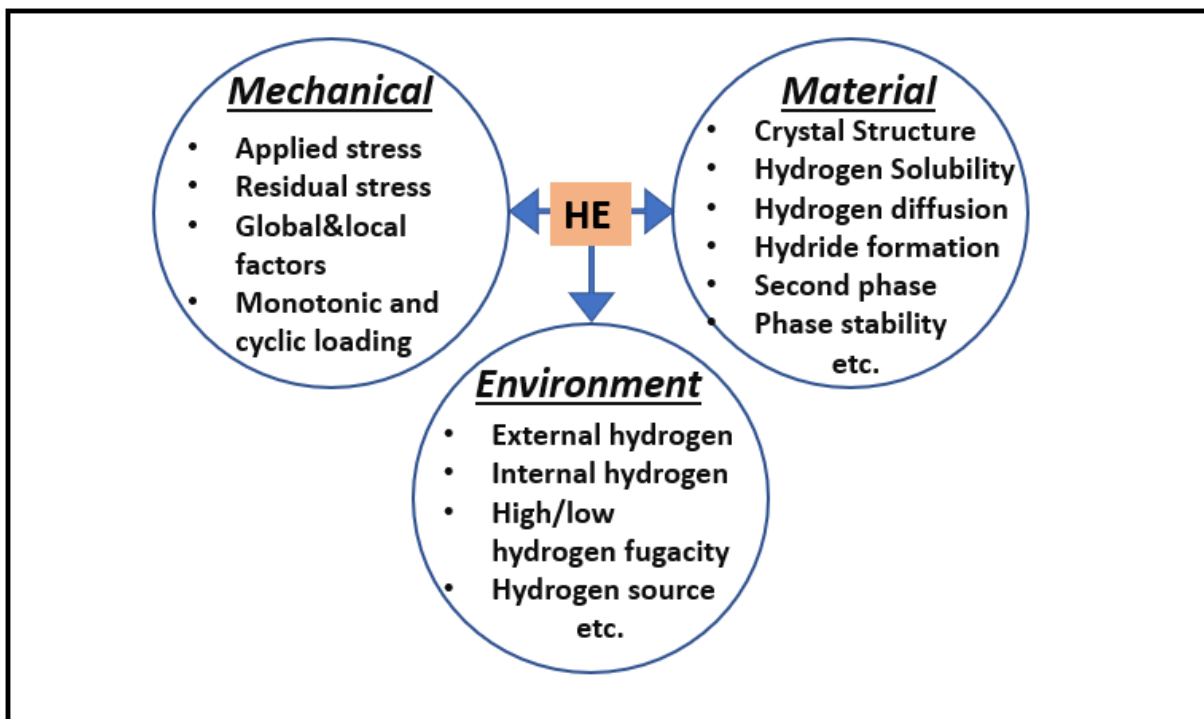 Mechanical
• Applied stress
• Residual stress
• Global&local
factors
• Monotonic and
cyclic loading
HE
Material
• Crystal Structure
• Hydrogen Solubility
• Hydrogen diffusion
• Hydride formation
• Second phase
• Phase stability
etc.
Environment
• External hydrogen
• Internal hydrogen
• High/low
hydrogen fugacity
• Hydrogen source
etc.